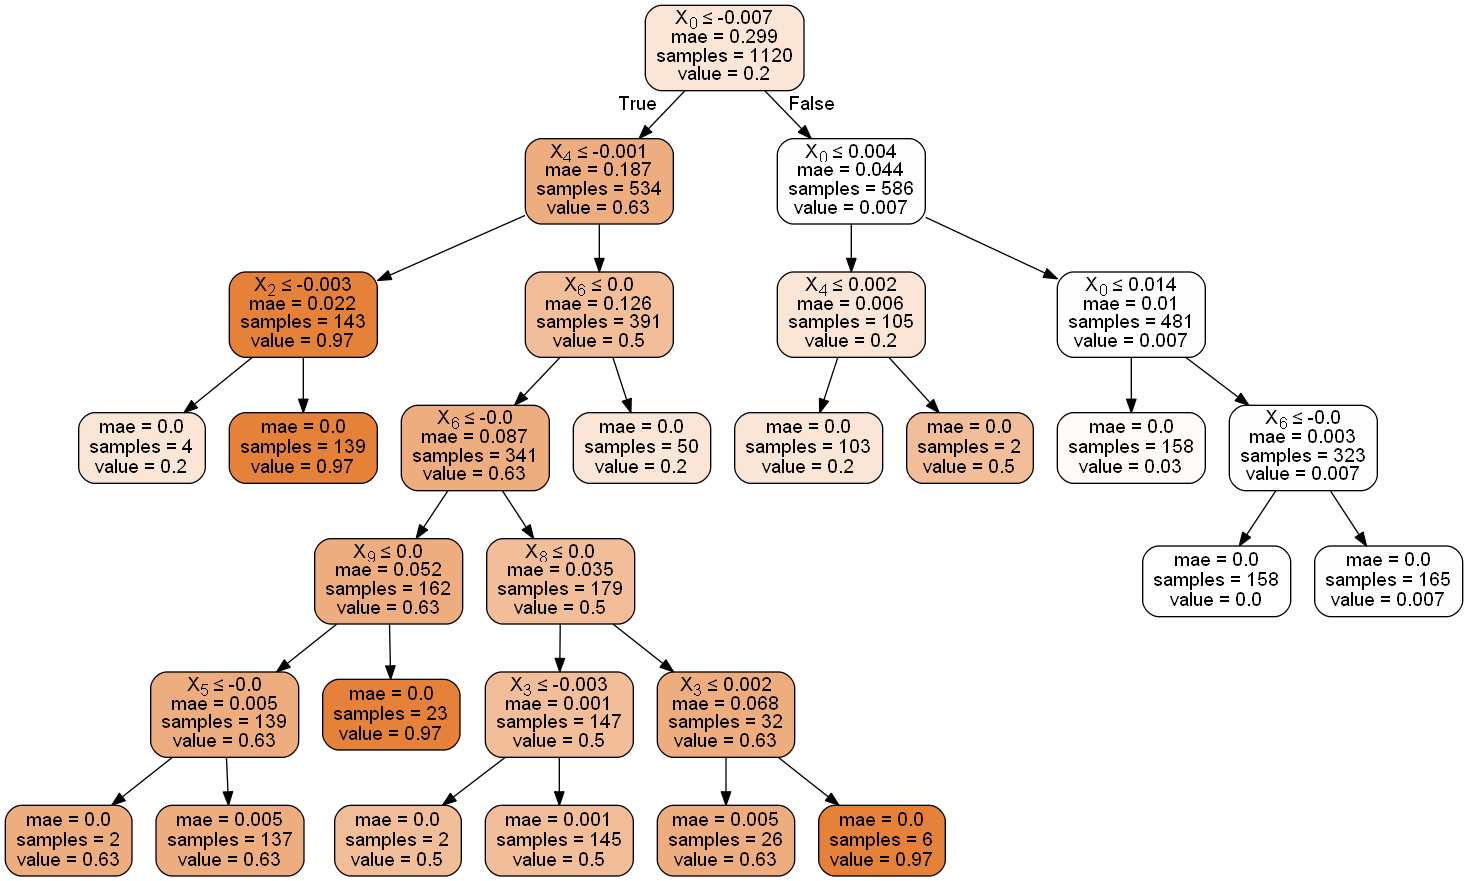 X₀ ≤ -0.007
mae = 0.299
samples = 1120
value = 0.2
True
False
X₄ ≤ -0.001
mae = 0.187
samples = 534
value = 0.63
X₀ ≤ 0.004
mae = 0.044
samples = 586
value = 0.007
X₂ ≤ -0.003
mae = 0.022
samples = 143
value = 0.97
X₆ ≤ 0.0
mae = 0.126
samples = 391
value = 0.5
X₄ ≤ 0.002
mae = 0.006
samples = 105
value = 0.2
X₀ ≤ 0.014
mae = 0.01
samples = 481
value = 0.007
mae = 0.0
samples = 4
value = 0.2
mae = 0.0
samples = 139
value = 0.97
X₆ ≤ -0.0
mae = 0.087
samples = 341
value = 0.63
mae = 0.0
samples = 50
value = 0.2
mae = 0.0
samples = 103
value = 0.2
mae = 0.0
samples = 2
value = 0.5
mae = 0.0
samples = 158
value = 0.03
X₆ ≤ -0.0
mae = 0.003
samples = 323
value = 0.007
X₉ ≤ 0.0
mae = 0.052
samples = 162
value = 0.63
X₈ ≤ 0.0
mae = 0.035
samples = 179
value = 0.5
mae = 0.0
samples = 158
value = 0.0
mae = 0.0
samples = 165
value = 0.007
X₅ ≤ -0.0
mae = 0.005
samples = 139
value = 0.63
mae = 0.0
samples = 23
value = 0.97
X₃ ≤ -0.003
mae = 0.001
samples = 147
value = 0.5
X₃ ≤ 0.002
mae = 0.068
samples = 32
value = 0.63
mae = 0.0
samples = 2
value = 0.63
mae = 0.005
samples = 137
value = 0.63
mae = 0.0
samples = 2
value = 0.5
mae = 0.001
samples = 145
value = 0.5
mae = 0.005
samples = 26
value = 0.63
mae = 0.0
samples = 6
value = 0.97